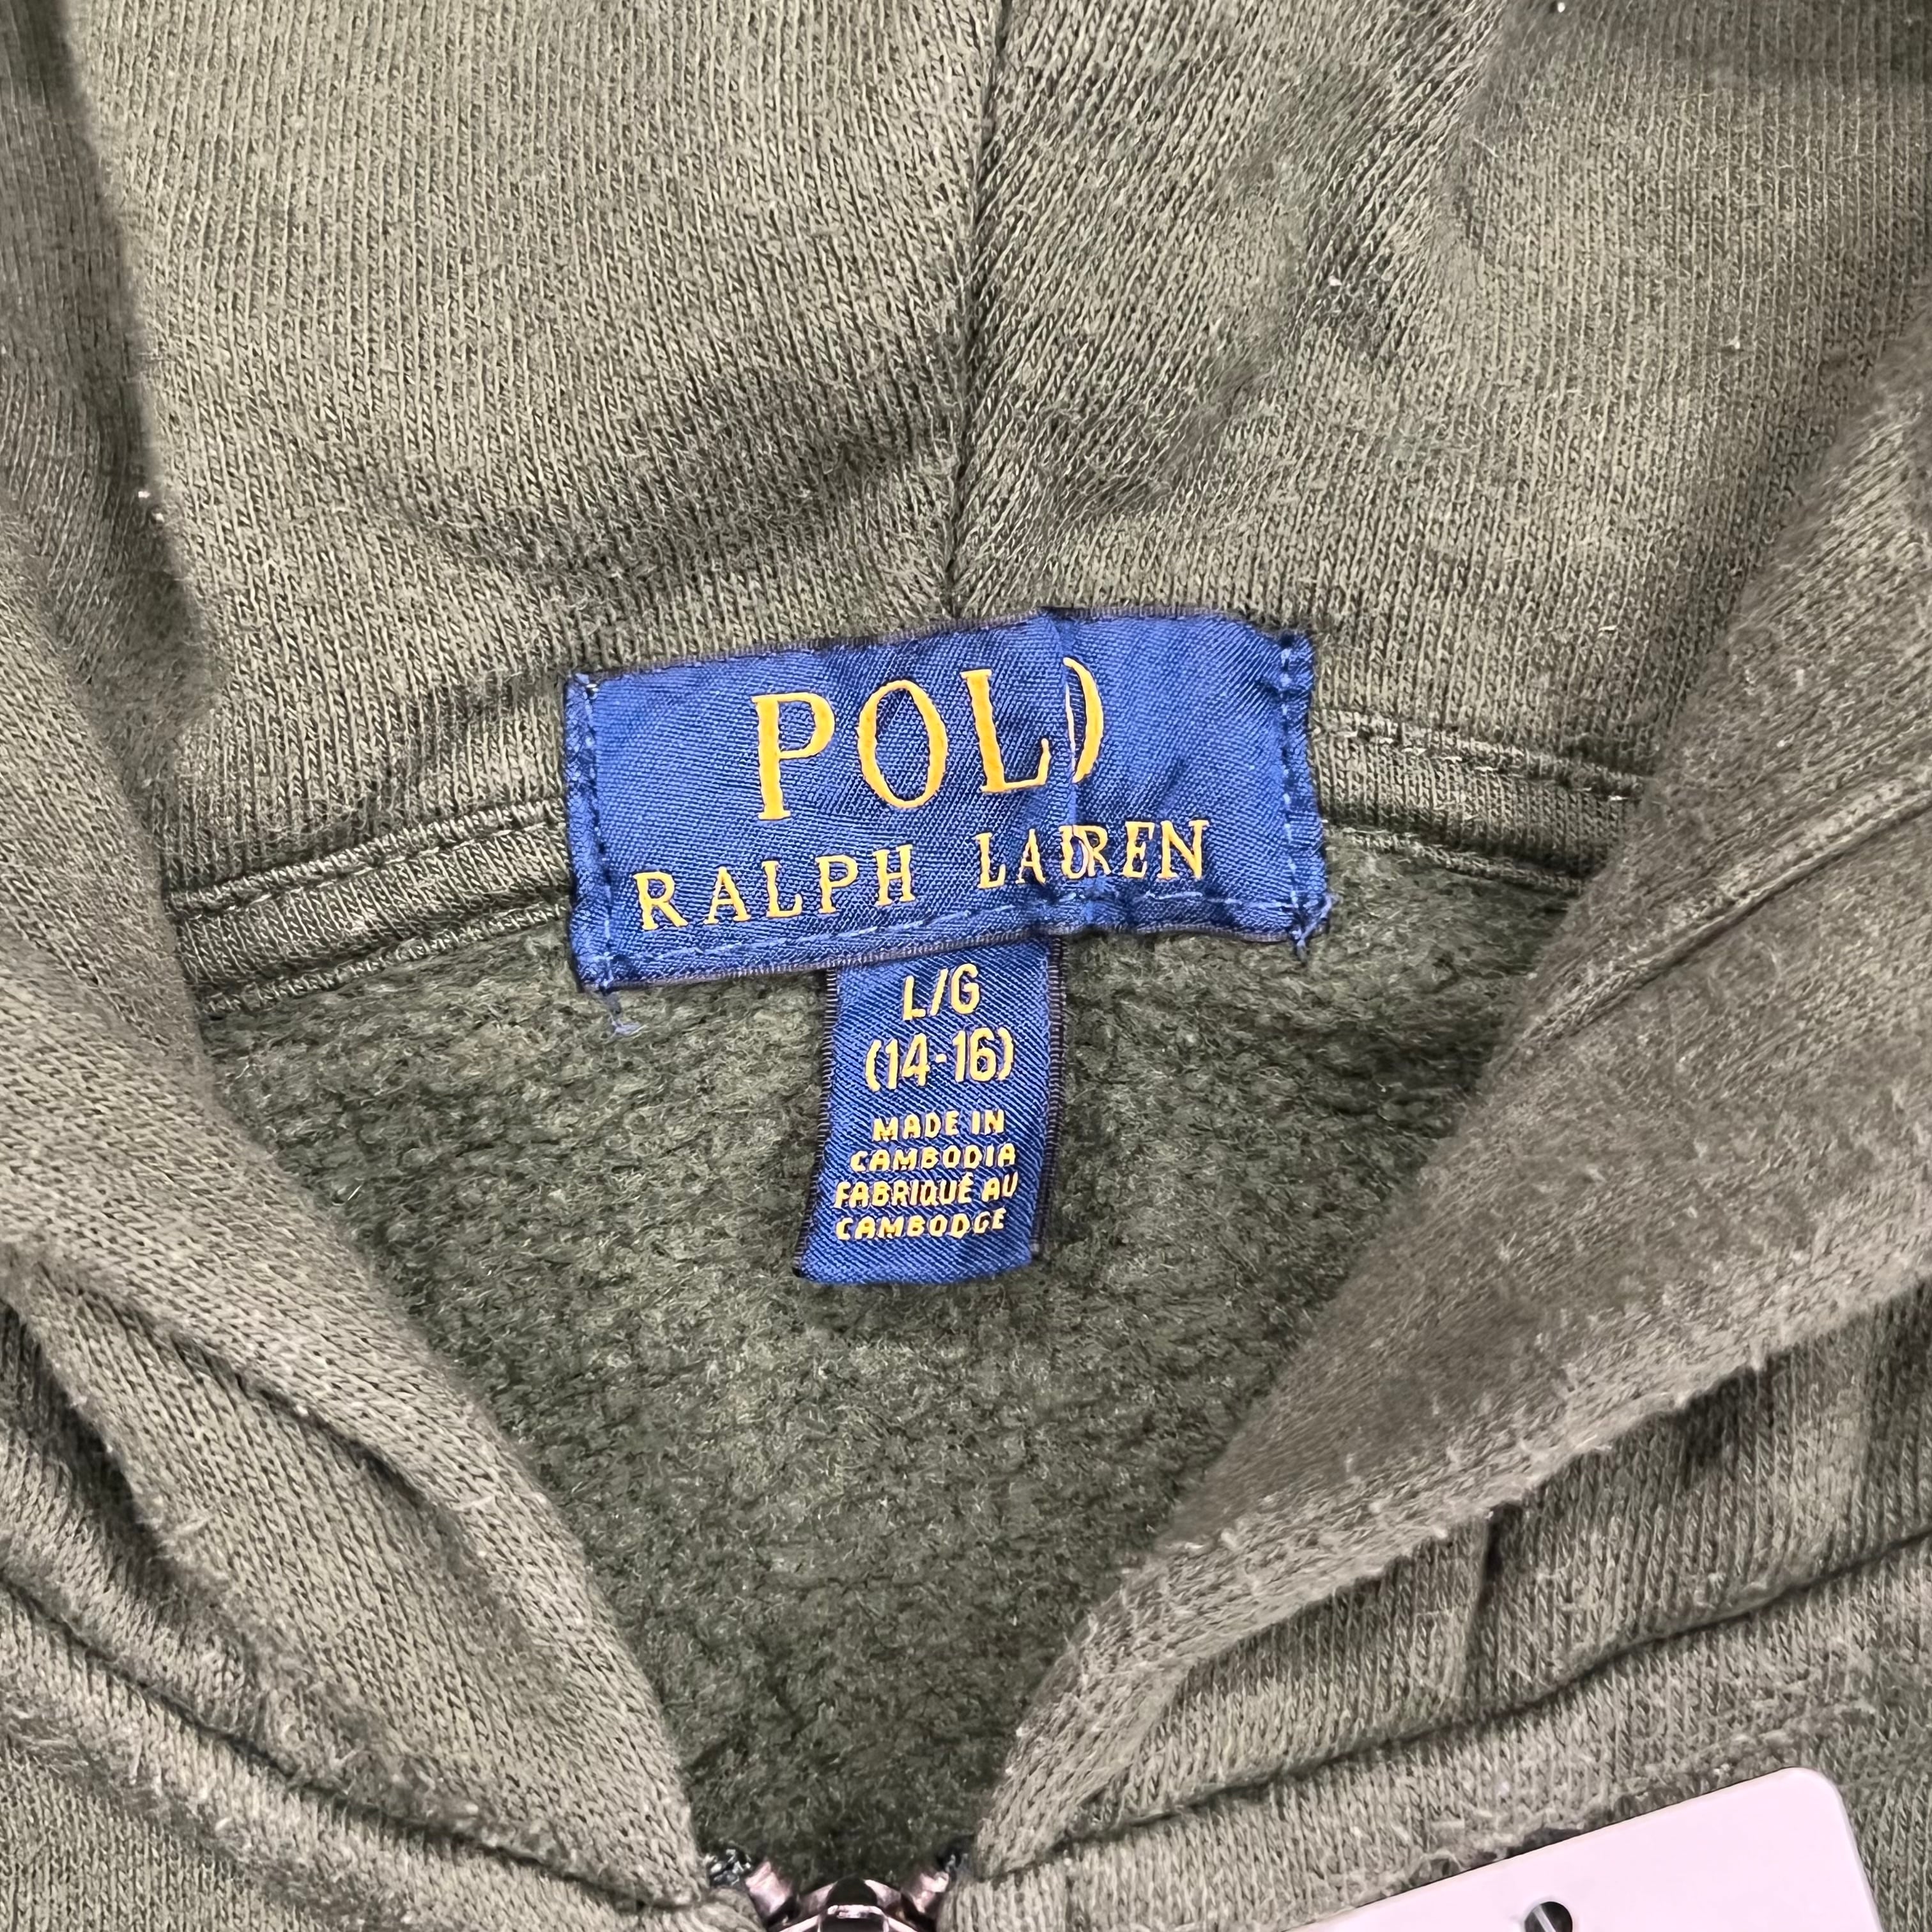 POLO
RALPH LAUREN
L/G
(14-16)
MADE IN
CAMBODIA
FABRIQUÉ AU
CAMBODGE